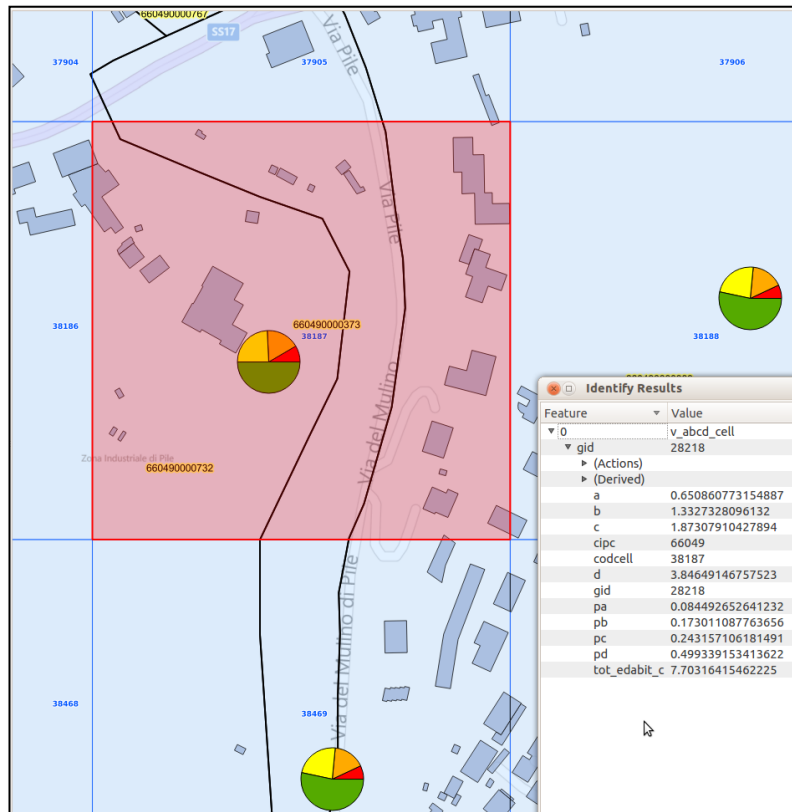 660490000767
SS17
37904
37905
37906
Via Pile
Via Pile
660490000373
38186
38187
38188
Via del Mulino
Zona Industriale di Pile
660490000732
Via del Mulino di Pile
38468
38469
Identify Results
Feature Value
0 v_abcd_cell
gid 28218
(Actions)
(Derived)
a 0.650860773154887
b 1.3327328096132
c 1.87307910427894
cipc 66049
codcell 38187
d 3.84649146757523
gid 28218
pa 0.084492652641232
pb 0.173011087763656
pc 0.243157106181491
pd 0.499339153413622
tot_edabit_c 7.70316415462225